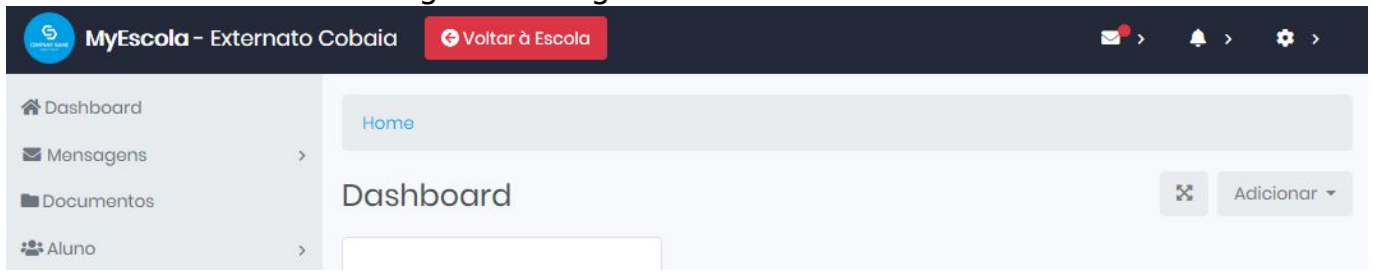 MyEscola - Externato Cobaia
Voltar à Escola
Dashboard
Mensagens
Documentos
Aluno
Home
Dashboard
Adicionar